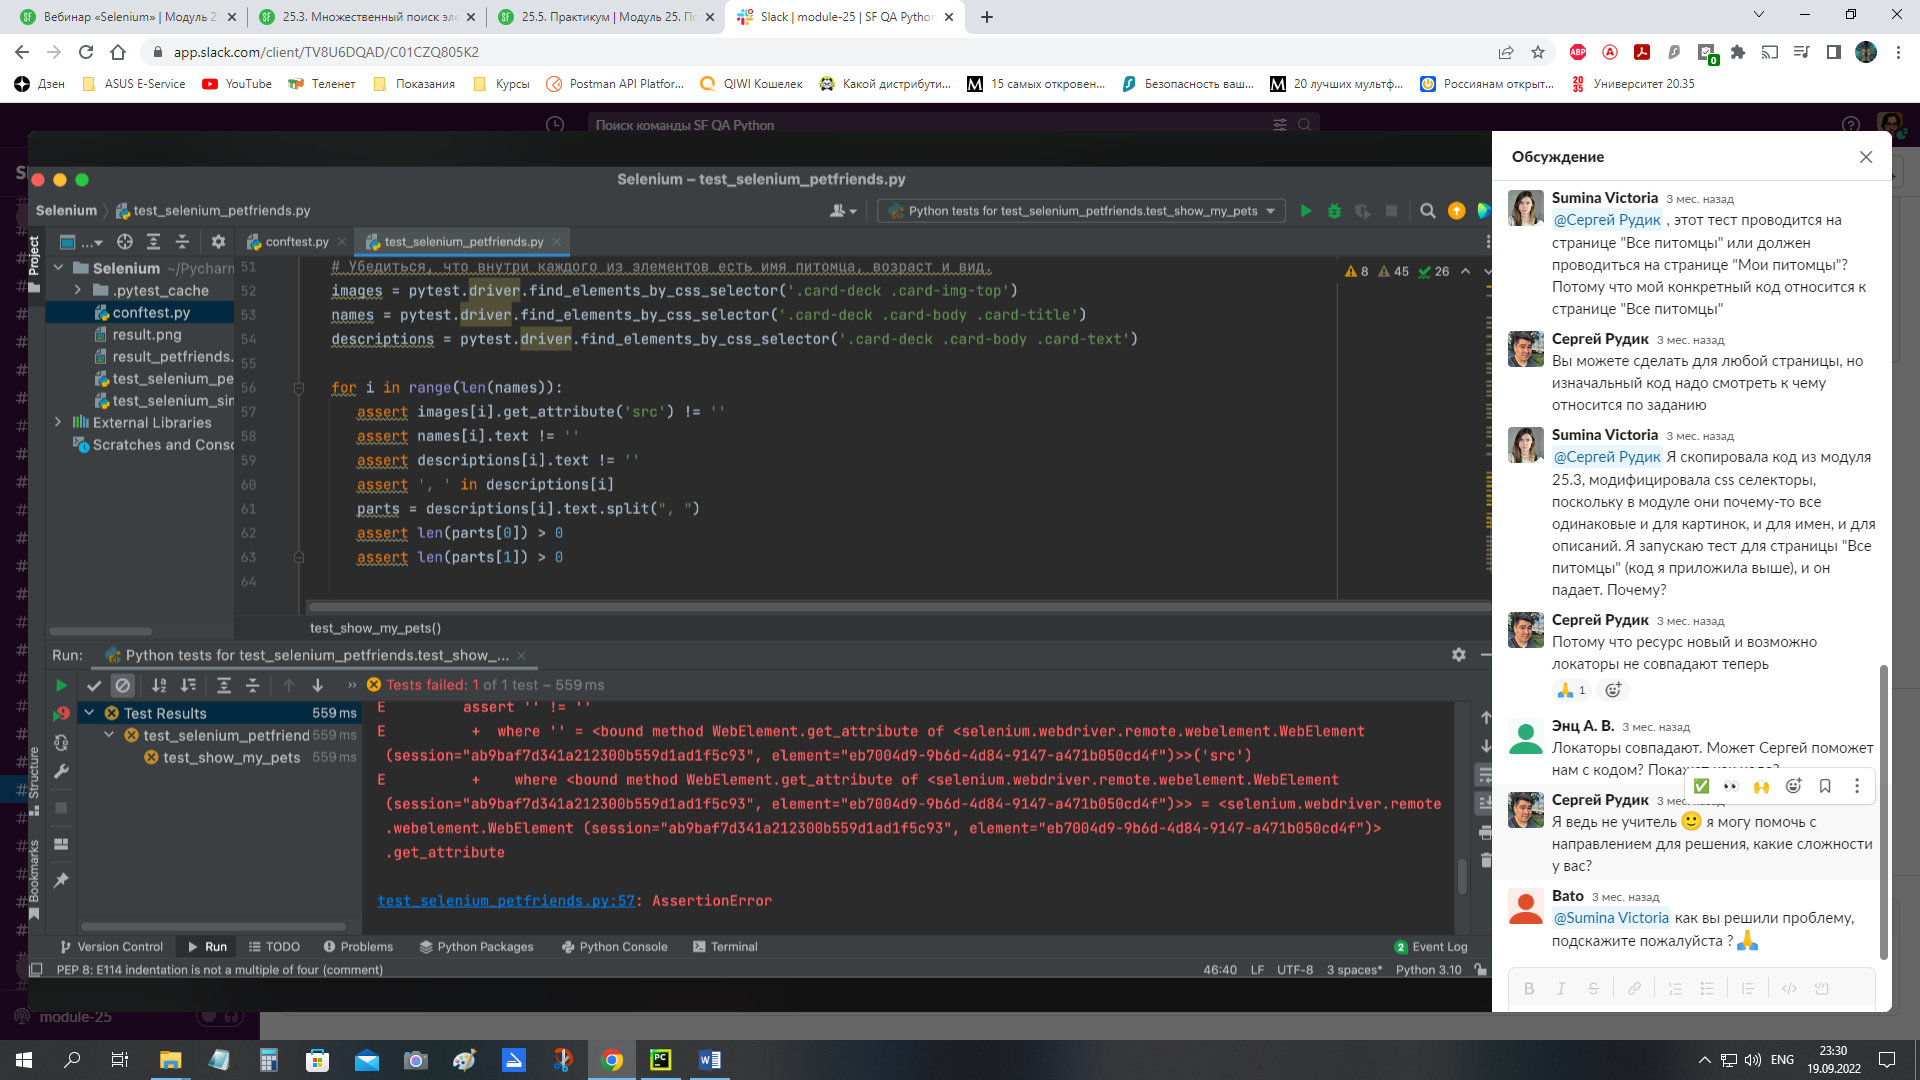 Вебинар «Selenium» | Модуль 2
25.3. Множественный поиск эле
25.5. Практикум | Модуль 25. По
Slack | module-25 | SF QA Python
app.slack.com/client/TV8U6DQAD/C01CZQ805K2
Дзен
ASUS E-Service
YouTube
Теленет
Показания
Курсы
Postman API Platfor...
QIWI Кошелек
Какой дистрибути...
15 самых откровен...
Безопасность ваш...
20 лучших мультф...
Россиянам открыт...
Университет 20.35
Поиск команды SF QA Python
Selenium – test_selenium_petfriends.py
Selenium
test_selenium_petfriends.py
Python tests for test_selenium_petfriends.test_show_my_pets
Project
conftest.py
test_selenium_petfriends.py
Selenium ~/Pycharm
.pytest_cache
conftest.py
result.png
result_petfriends.
test_selenium_pe
test_selenium_sim
External Libraries
Scratches and Consc
8 45 26
51 # Убедиться, что внутри каждого из элементов есть имя питомца, возраст и вид.
52 images = pytest.driver.find_elements_by_css_selector('.card-deck .card-img-top')
53 names = pytest.driver.find_elements_by_css_selector('.card-deck .card-body .card-title')
54 descriptions = pytest.driver.find_elements_by_css_selector('.card-deck .card-body .card-text')
55
56 for i in range(len(names)):
57 assert images[i].get_attribute('src') != ''
58 assert names[i].text != ''
59 assert descriptions[i].text != ''
60 assert ', ' in descriptions[i]
61 parts = descriptions[i].text.split(", ")
62 assert len(parts[0]) > 0
63 assert len(parts[1]) > 0
64
test_show_my_pets()
Run:
Python tests for test_selenium_petfriends.test_show_...
Tests failed: 1 of 1 test – 559 ms
Test Results 559 ms
test_selenium_petfriend 559 ms
test_show_my_pets 559 ms
E assert '' != ''
E + where '' = <bound method WebElement.get_attribute of <selenium.webdriver.remote.webelement.WebElement
(session="ab9baf7d341a212300b559d1ad1f5c93", element="eb7004d9-9b6d-4d84-9147-a471b050cd4f")>>('src')
E + where <bound method WebElement.get_attribute of <selenium.webdriver.remote.webelement.WebElement
(session="ab9baf7d341a212300b559d1ad1f5c93", element="eb7004d9-9b6d-4d84-9147-a471b050cd4f")>> = <selenium.webdriver.remote
.webelement.WebElement (session="ab9baf7d341a212300b559d1ad1f5c93", element="eb7004d9-9b6d-4d84-9147-a471b050cd4f")>
.get_attribute
test_selenium_petfriends.py:57: AssertionError
Structure
Bookmarks
Version Control
Run
TODO
Problems
Python Packages
Python Console
Terminal
2 Event Log
PEP 8: E114 indentation is not a multiple of four (comment)
46:40 LF UTF-8 3 spaces* Python 3.10
module-25
Обсуждение
Sumina Victoria 3 мес. назад
@Сергей Рудик , этот тест проводится на
странице "Все питомцы" или должен
проводиться на странице "Мои питомцы"?
Потому что мой конкретный код относится к
странице "Все питомцы"
Сергей Рудик 3 мес. назад
Вы можете сделать для любой страницы, но
изначальный код надо смотреть к чему
относится по заданию
Sumina Victoria 3 мес. назад
@Сергей Рудик Я скопировала код из модуля
25.3, модифицировала css селекторы,
поскольку в модуле они почему-то все
одинаковые и для картинок, и для имен, и для
описаний. Я запускаю тест для страницы "Все
питомцы" (код я приложила выше), и он
падает. Почему?
Сергей Рудик 3 мес. назад
Потому что ресурс новый и возможно
локаторы не совпадают теперь
1
Энц А. В. 3 мес. назад
Локаторы совпадают. Может Сергей поможет
нам с кодом?
Сергей Рудик 3 мес. назад
Я ведь не учитель я могу помочь с
направлением для решения, какие сложности
у вас?
Bato 3 мес. назад
@Sumina Victoria как вы решили проблему,
подскажите пожалуйста ?
ENG
23:30
19.09.2022